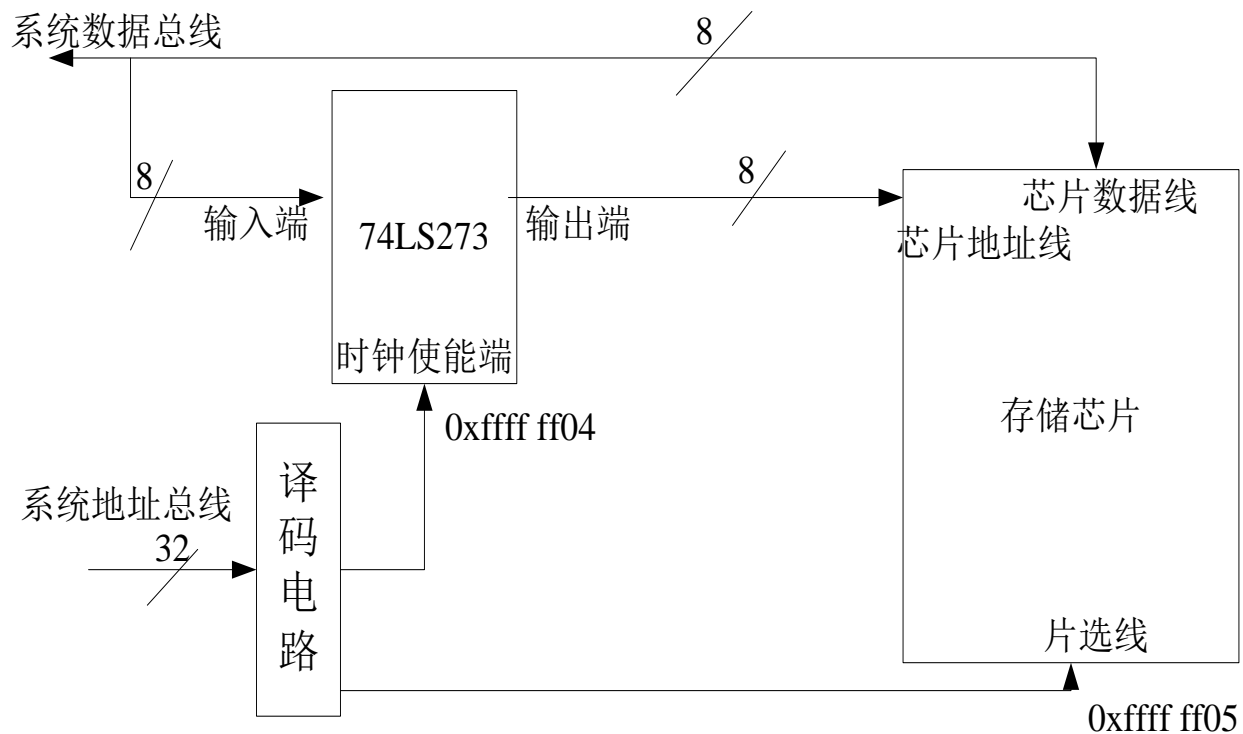 系统数据总线
8
8
输入端
74LS273
时钟使能端
输出端
8
芯片数据线
芯片地址线
存储芯片
片选线
0xffff ff04
系统地址总线
32
译码电路
0xffff ff05